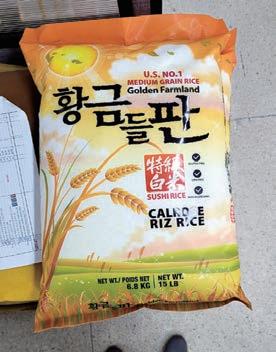 U.S. NO.1
MEDIUM GRAIN RICE
Golden Farmland
황금
들판
特級
白米
SUSHI RICE
CALROSE
RIZ RICE
NET WT./ POIDS NET
6.8 KG
NET WT.
15 LB